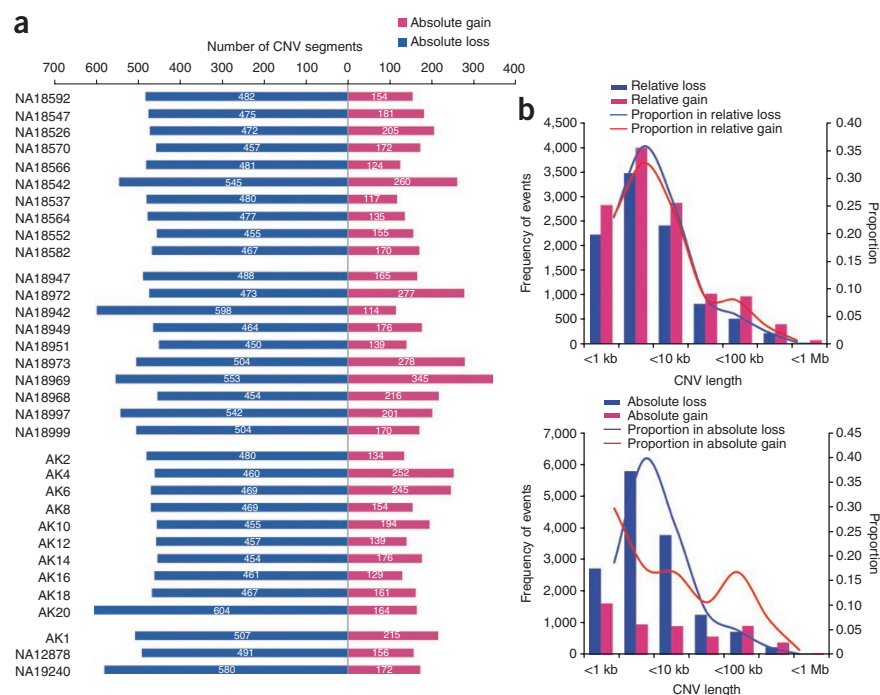 a
Absolute gain
Absolute loss
Number of CNV segments
700 600 500 400 300 200 100 0 100 200 300 400
NA18592 482 154
NA18547 475 181
NA18526 472 205
NA18570 457 172
NA18566 481 124
NA18542 545 260
NA18537 480 117
NA18564 477 135
NA18552 455 155
NA18582 467 170
NA18947 488 165
NA18972 473 277
NA18942 598 114
NA18949 464 176
NA18951 450 139
NA18973 504 278
NA18969 553 345
NA18968 454 216
NA18997 542 201
NA18999 504 170
AK2 480 134
AK4 460 252
AK6 469 245
AK8 469 154
AK10 455 194
AK12 457 139
AK14 454 176
AK16 461 129
AK18 467 161
AK20 604 164
AK1 507 215
NA12878 491 156
NA19240 580 172
b
Relative loss
Relative gain
Proportion in relative loss
Proportion in relative gain
4,500 0.40
4,000 0.35
3,500 0.30
3,000 0.25
2,500 0.20
2,000 0.15
1,500 0.10
1,000 0.05
500 0
0
Frequency of events
Proportion
<1 kb <10 kb <100 kb <1 Mb
CNV length
Absolute loss
Absolute gain
Proportion in absolute loss
Proportion in absolute gain
7,000 0.45
6,000 0.40
5,000 0.35
4,000 0.30
3,000 0.25
2,000 0.20
1,000 0.15
0 0.10
0.05
0
Frequency of events
Proportion
<1 kb <10 kb <100 kb <1 Mb
CNV length